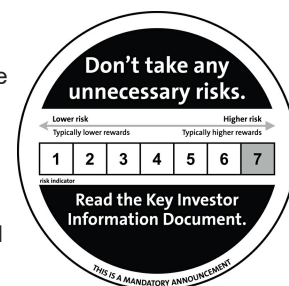 Don't take any
unnecessary risks.
Lower risk Higher risk
Typically lower rewards Typically higher rewards
1 2 3 4 5 6 7
risk indicator
Read the Key Investor
Information Document.
THIS IS A MANDATORY ANNOUNCEMENT